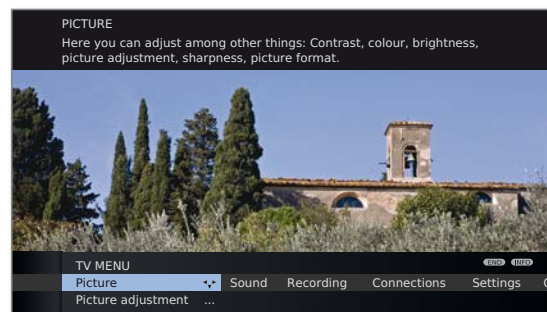 PICTURE
Here you can adjust among other things: Contrast, colour, brightness,
picture adjustment, sharpness, picture format.
TV MENU END INFO
Picture Sound Recording Connections Settings
Picture adjustment ...